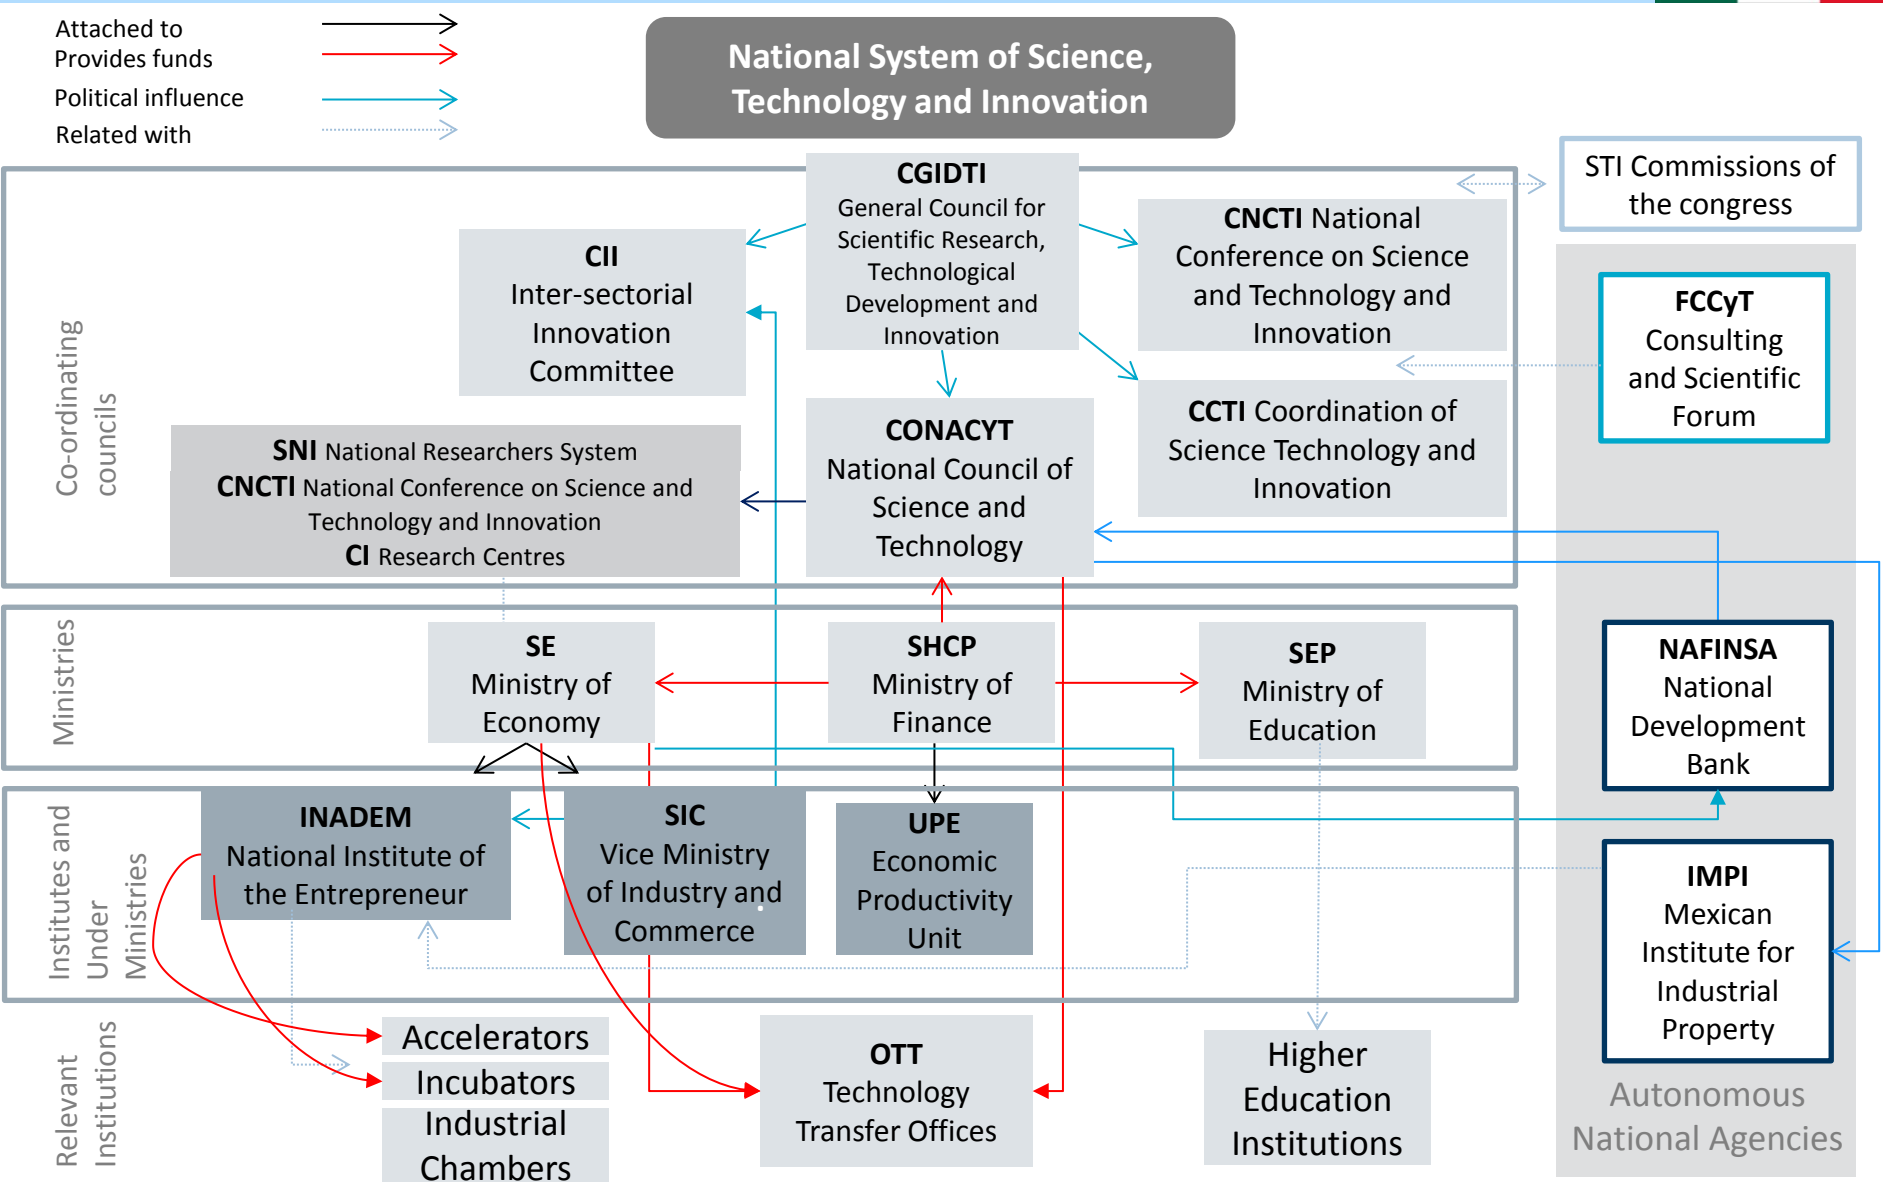 Attached to
Provides funds
Political influence
Related with
National System of Science,
Technology and Innovation
STI Commissions of
the congress
Co-ordinating
councils
CGIDTI
General Council for
Scientific Research,
Technological
Development and
Innovation
CII
Inter-sectorial
Innovation
Committee
CNCTI National
Conference on Science
and Technology and
Innovation
FCCyT
Consulting
and Scientific
Forum
SNI National Researchers System
CNCTI National Conference on Science and
Technology and Innovation
CI Research Centres
CONACYT
National Council of
Science and
Technology
CCTI Coordination of
Science Technology and
Innovation
Ministries
SE
Ministry of
Economy
SHCP
Ministry of
Finance
SEP
Ministry of
Education
NAFINSA
National
Development
Bank
Institutes and
Under
Ministries
INADEM
National Institute of
the Entrepreneur
SIC
Vice Ministry
of Industry and
Commerce
UPE
Economic
Productivity
Unit
IMPI
Mexican
Institute for
Industrial
Property
Relevant
Institutions
Accelerators
Incubators
Industrial
Chambers
OTT
Technology
Transfer Offices
Higher
Education
Institutions
Autonomous
National Agencies